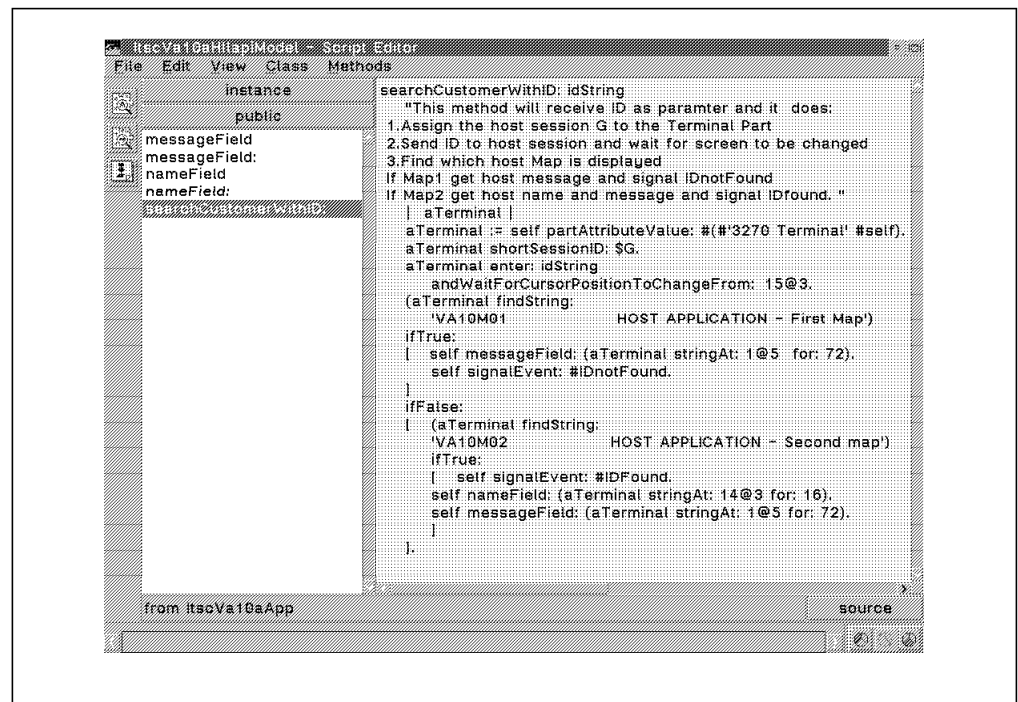 ItscVa10aHllapiModel - Script Editor
File Edit View Class Methods
instance
public
messageField
messageField:
nameField
nameField:
searchCustomerWithID:
searchCustomerWithID: idString
"This method will receive ID as paramter and it does:
1.Assign the host session G to the Terminal Part
2.Send ID to host session and wait for screen to be changed
3.Find which host Map is displayed
If Map1 get host message and signal IDnotFound
If Map2 get host name and message and signal IDfound. "
| aTerminal |
aTerminal := self partAttributeValue: #(#'3270 Terminal' #self).
aTerminal shortSessionID: $G.
aTerminal enter: idString
andWaitForCursorPositionToChangeFrom: 15@3.
(aTerminal findString:
'VA10M01 HOST APPLICATION - First Map')
ifTrue:
[ self messageField: (aTerminal stringAt: 1@5 for: 72).
self signalEvent: #IDnotFound.
]
ifFalse:
[ (aTerminal findString:
'VA10M02 HOST APPLICATION - Second map')
ifTrue:
[ self signalEvent: #IDFound.
self nameField: (aTerminal stringAt: 14@3 for: 16).
self messageField: (aTerminal stringAt: 1@5 for: 72).
]
].
from ItscVa10aApp
source